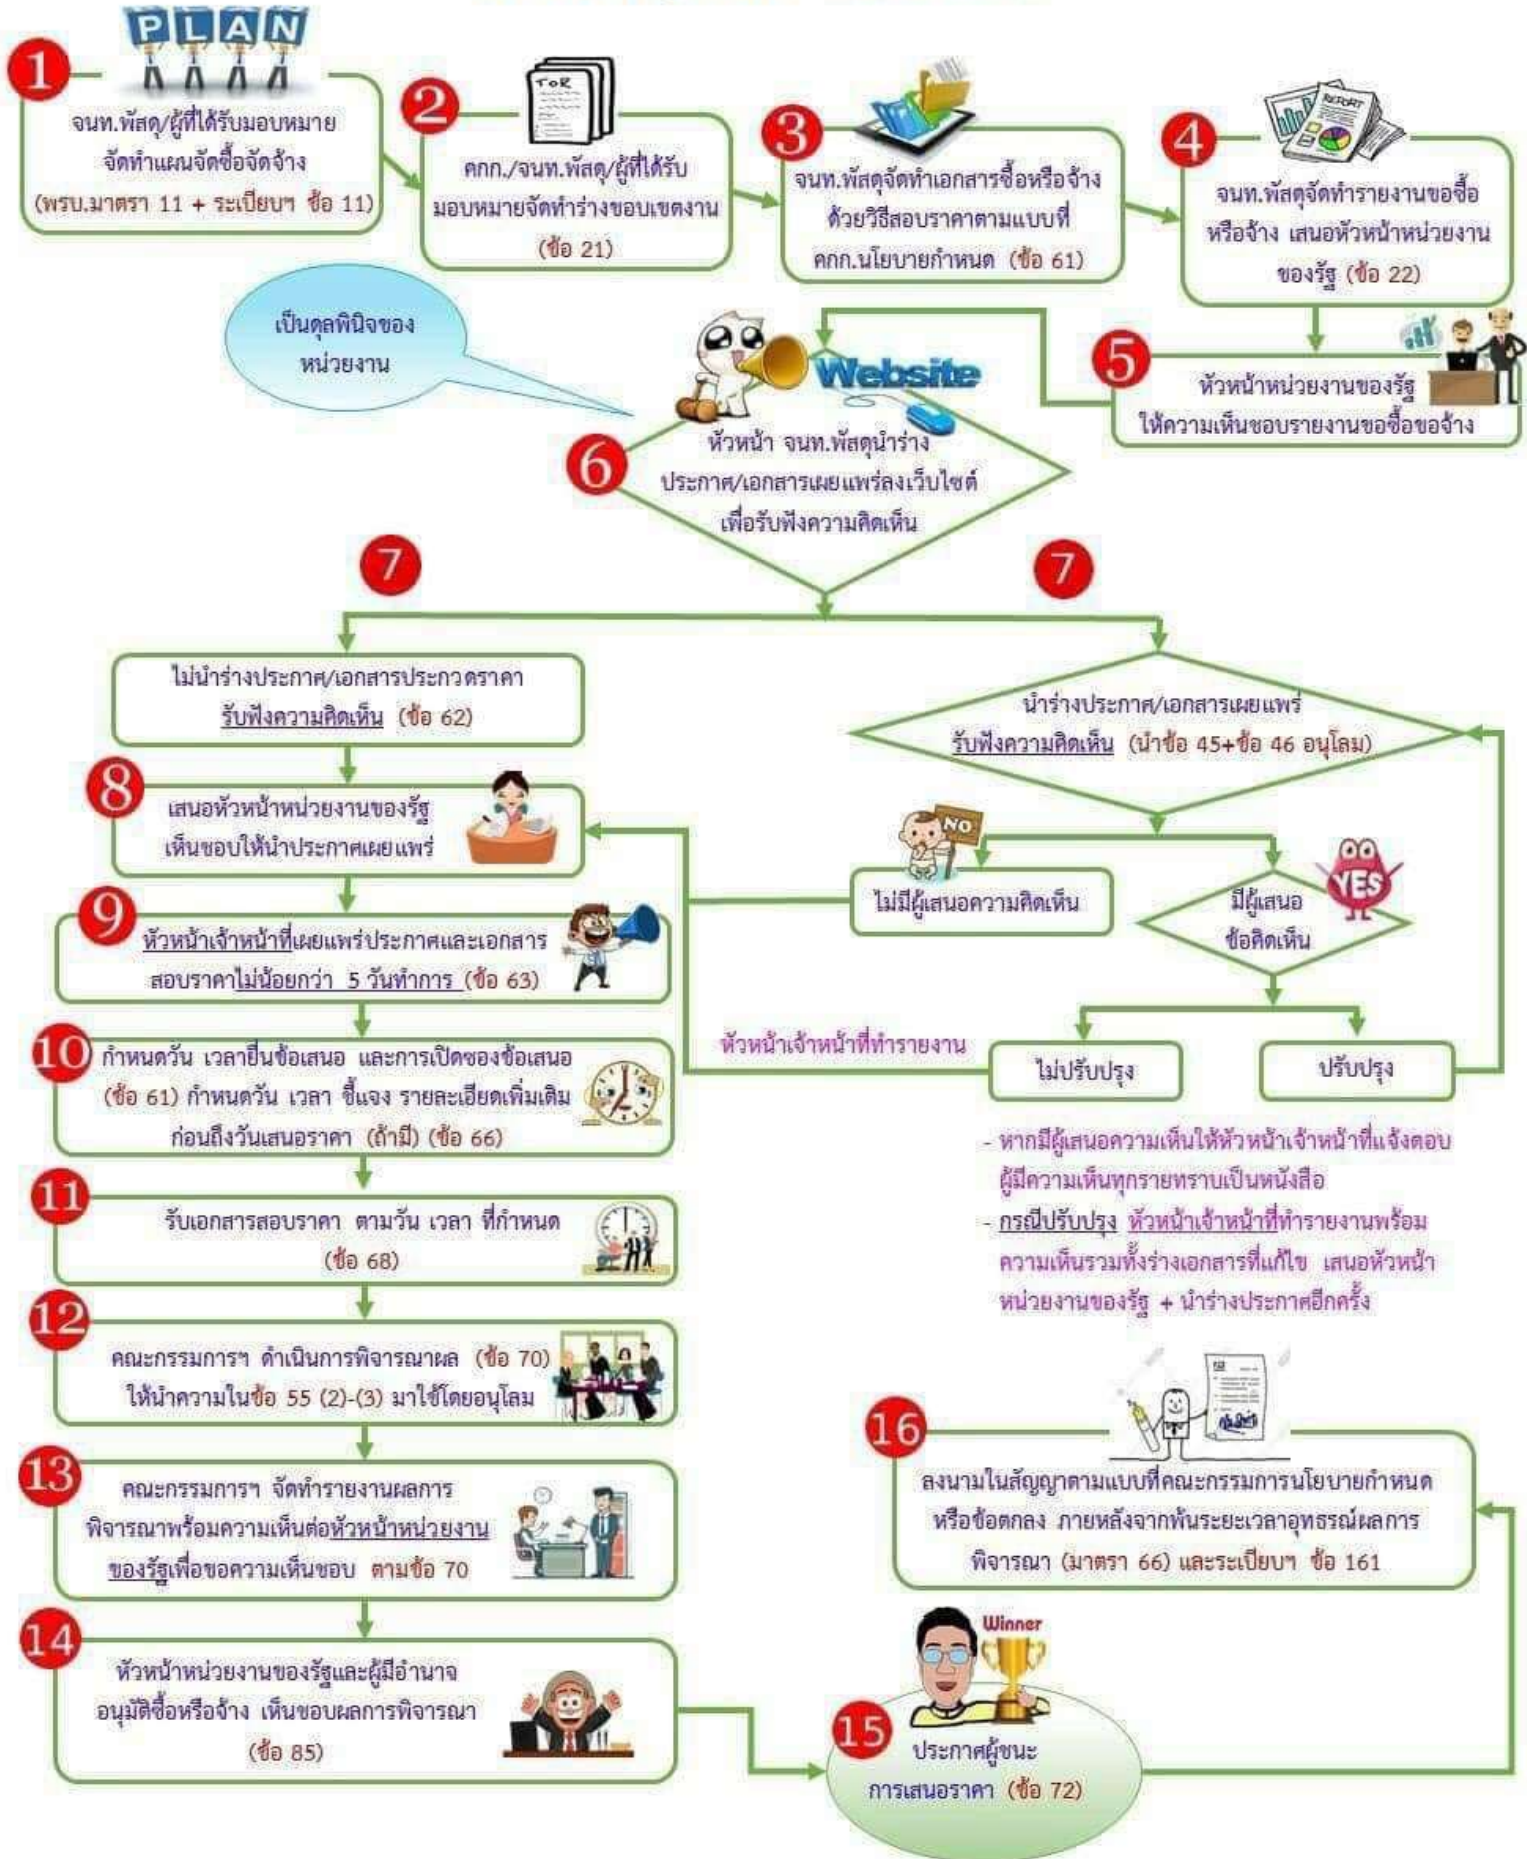 PLAN
1
จนท.พัสดุ/ผู้ที่ได้รับมอบหมาย
จัดทำแผนจัดซื้อจัดจ้าง
(พรบ.มาตรา 11 + ระเบียบฯ ข้อ 11)
2
TOR
คกก./จนท.พัสดุ/ผู้ที่ได้รับ
มอบหมายจัดทำร่างขอบเขตงาน
(ข้อ 21)
3
จนท.พัสดุจัดทำเอกสารซื้อหรือจ้าง
ด้วยวิธีสอบราคาตามแบบที่
คกก.นโยบายกำหนด (ข้อ 61)
4
REPORT
จนท.พัสดุจัดทำรายงานขอซื้อ
หรือจ้าง เสนอหัวหน้าหน่วยงาน
ของรัฐ (ข้อ 22)
5
หัวหน้าหน่วยงานของรัฐ
ให้ความเห็นชอบรายงานขอซื้อขอจ้าง
เป็นดุลพินิจของ
หน่วยงาน
Website
6
หัวหน้า จนท.พัสดุนำร่าง
ประกาศ/เอกสารเผยแพร่ลงเว็บไซต์
เพื่อรับฟังความคิดเห็น
7
7
ไม่นำร่างประกาศ/เอกสารประกวดราคา
รับฟังความคิดเห็น (ข้อ 62)
นำร่างประกาศ/เอกสารเผยแพร่
รับฟังความคิดเห็น (นำข้อ 45+ข้อ 46 อนุโลม)
8
เสนอหัวหน้าหน่วยงานของรัฐ
เห็นชอบให้นำประกาศเผยแพร่
NO
ไม่มีผู้เสนอความคิดเห็น
YES
มีผู้เสนอ
ข้อคิดเห็น
9
หัวหน้าเจ้าหน้าที่เผยแพร่ประกาศและเอกสาร
สอบราคาไม่น้อยกว่า 5 วันทำการ (ข้อ 63)
หัวหน้าเจ้าหน้าที่ทำรายงาน
ไม่ปรับปรุง
ปรับปรุง
10
กำหนดวัน เวลายื่นข้อเสนอ และการเปิดซองข้อเสนอ
(ข้อ 61) กำหนดวัน เวลา ชี้แจง รายละเอียดเพิ่มเติม
ก่อนถึงวันเสนอราคา (ถ้ามี) (ข้อ 66)
- หากมีผู้เสนอความเห็นให้หัวหน้าเจ้าหน้าที่แจ้งตอบ
ผู้มีความเห็นทุกรายทราบเป็นหนังสือ
- กรณีปรับปรุง หัวหน้าเจ้าหน้าที่ทำรายงานพร้อม
ความเห็นรวมทั้งร่างเอกสารที่แก้ไข เสนอหัวหน้า
หน่วยงานของรัฐ + นำร่างประกาศอีกครั้ง
11
รับเอกสารสอบราคา ตามวัน เวลา ที่กำหนด
(ข้อ 68)
12
คณะกรรมการฯ ดำเนินการพิจารณาผล (ข้อ 70)
ให้นำความในข้อ 55 (2)-(3) มาใช้โดยอนุโลม
13
คณะกรรมการฯ จัดทำรายงานผลการ
พิจารณาพร้อมความเห็นต่อหัวหน้าหน่วยงาน
ของรัฐเพื่อขอความเห็นชอบ ตามข้อ 70
14
หัวหน้าหน่วยงานของรัฐและผู้มีอำนาจ
อนุมัติซื้อหรือจ้าง เห็นชอบผลการพิจารณา
(ข้อ 85)
Winner
15
ประกาศผู้ชนะ
การเสนอราคา (ข้อ 72)
16
ลงนามในสัญญาตามแบบที่คณะกรรมการนโยบายกำหนด
หรือข้อตกลง ภายหลังจากพ้นระยะเวลาอุทธรณ์ผลการ
พิจารณา (มาตรา 66) และระเบียบฯ ข้อ 161